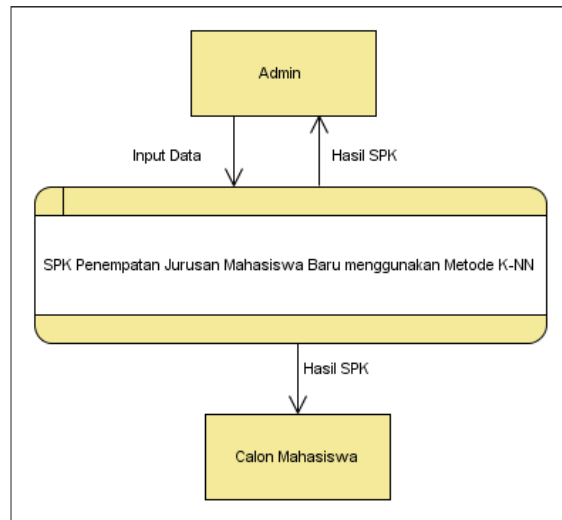 Admin
Input Data
Hasil SPK
SPK Penempatan Jurusan Mahasiswa Baru menggunakan Metode K-NN
Hasil SPK
Calon Mahasiswa